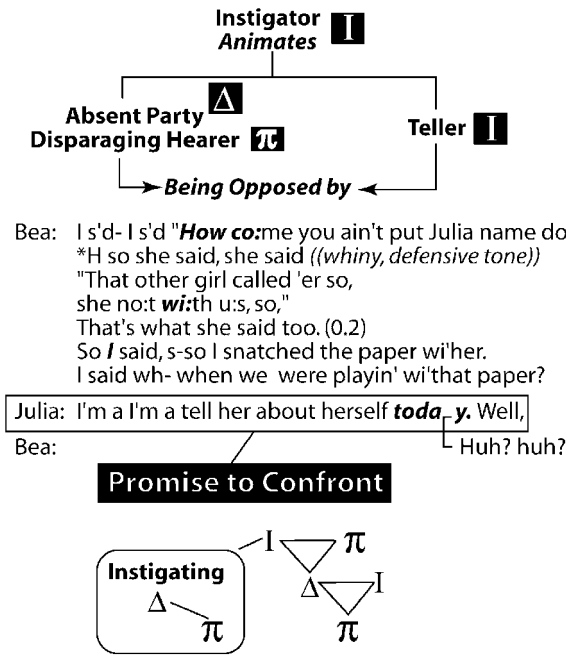 Instigator I
Animates
Absent Party Δ
Disparaging Hearer π
Teller I
Being Opposed by
Bea: I s'd- I s'd "How co:me you ain't put Julia name do
*H so she said, she said ((whiny, defensive tone))
"That other girl called 'er so,
she no:t wi:th u:s, so,"
That's what she said too. (0.2)
So I said, s-so I snatched the paper wi'her.
I said wh- when we were playin' wi'that paper?
Julia: I'm a I'm a tell her about herself today. Well,
Bea: Huh? huh?
Promise to Confront
I π
Instigating
Δ Δ I
π π